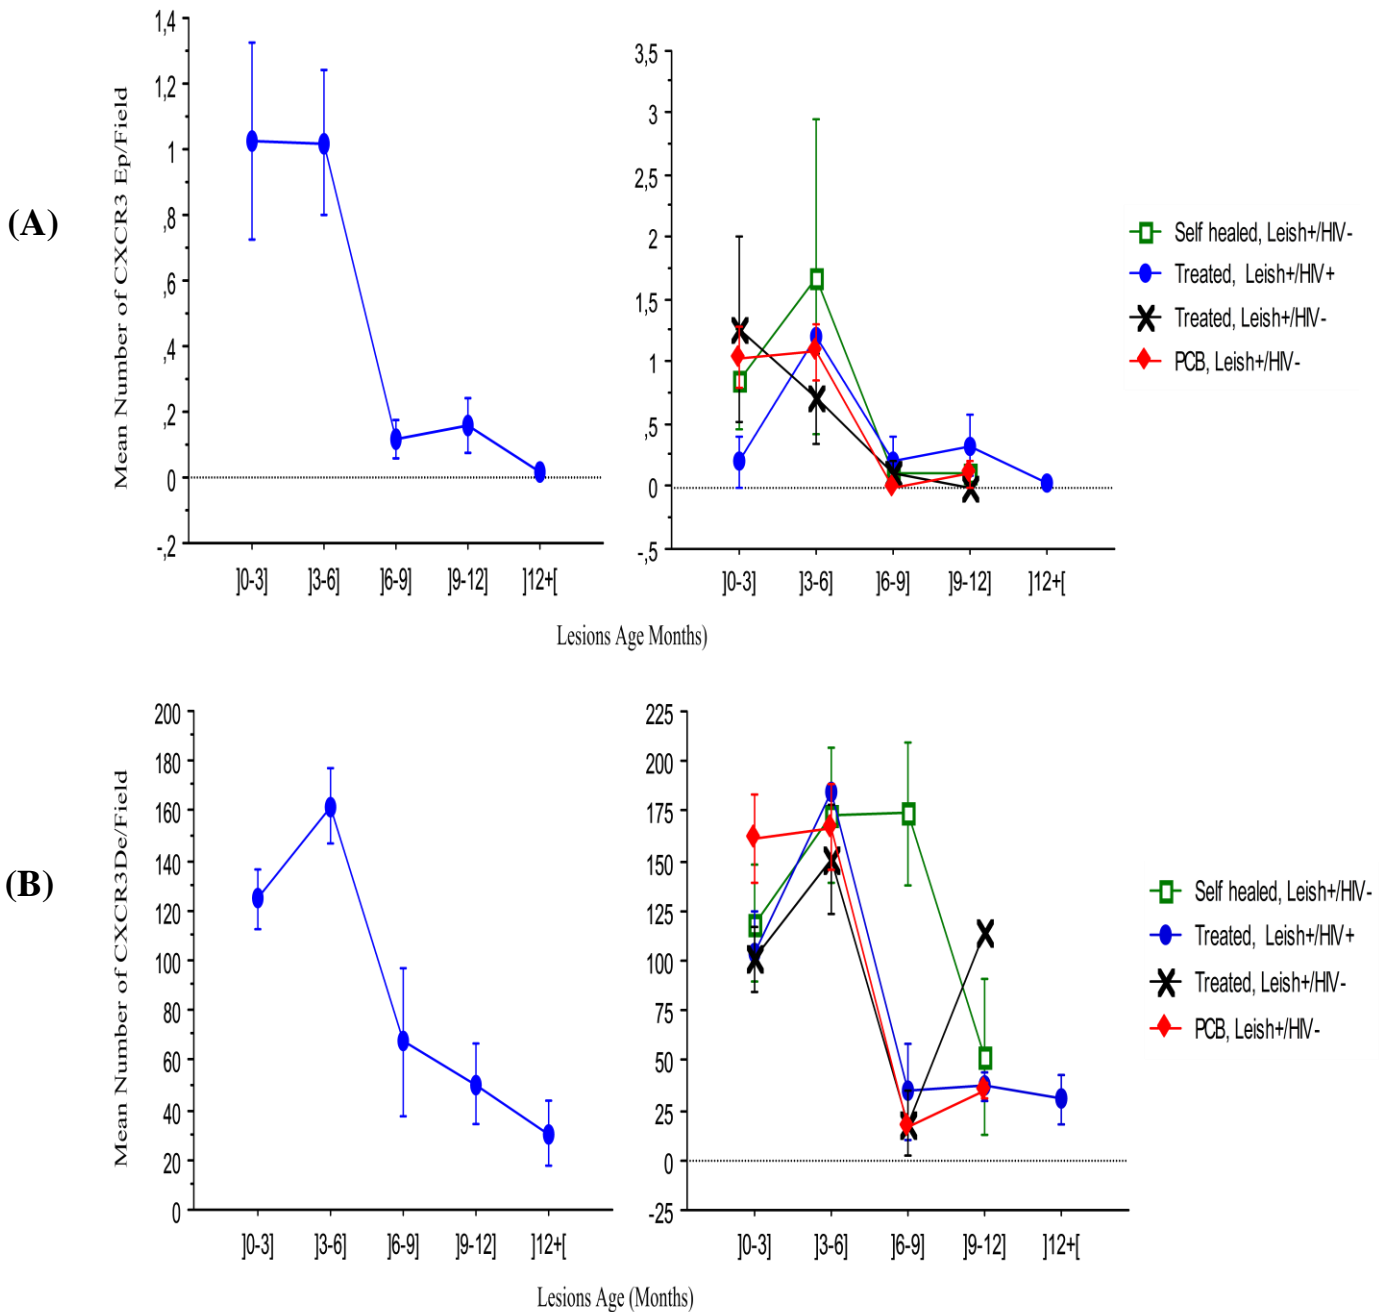 (A)
Mean Number of CXCR3 Ep/Field
1,4
1,2
1
,8
,6
,4
,2
0
-,2
]0-3] ]3-6] ]6-9] ]9-12] ]12+[
3,5
3
2,5
2
1,5
1
,5
0
-,5
]0-3] ]3-6] ]6-9] ]9-12] ]12+[
Self healed, Leish+/HIV-
Treated, Leish+/HIV+
Treated, Leish+/HIV-
PCB, Leish+/HIV-
Lesions Age Months)
(B)
Mean Number of CXCR3De/Field
200
180
160
140
120
100
80
60
40
20
0
]0-3] ]3-6] ]6-9] ]9-12] ]12+[
225
200
175
150
125
100
75
50
25
0
-25
]0-3] ]3-6] ]6-9] ]9-12] ]12+[
Self healed, Leish+/HIV-
Treated, Leish+/HIV+
Treated, Leish+/HIV-
PCB, Leish+/HIV-
Lesions Age (Months)